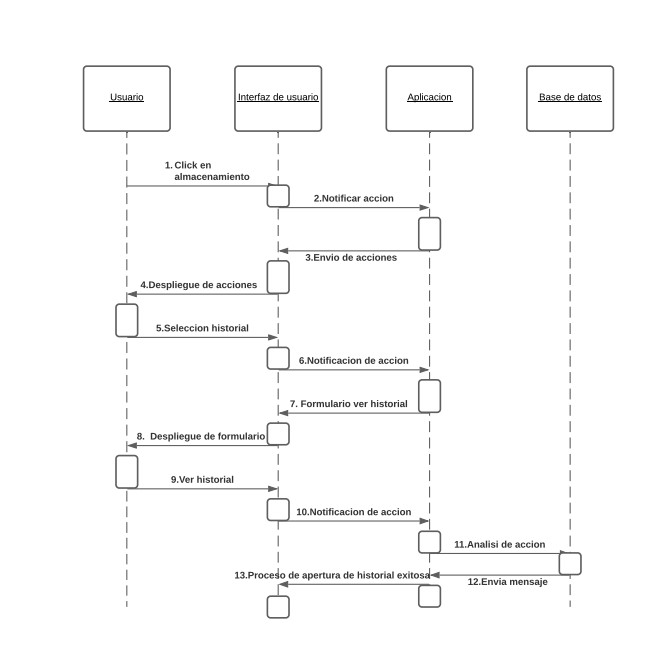 Usuario
Interfaz de usuario
Aplicacion
Base de datos
1. Click en
almacenamiento
2.Notificar accion
3.Envio de acciones
4.Despliegue de acciones
5.Seleccion historial
6.Notificacion de accion
7. Formulario ver historial
8. Despliegue de formulario
9.Ver historial
10.Notificacion de accion
11.Analisi de accion
12.Envia mensaje
13.Proceso de apertura de historial exitosa